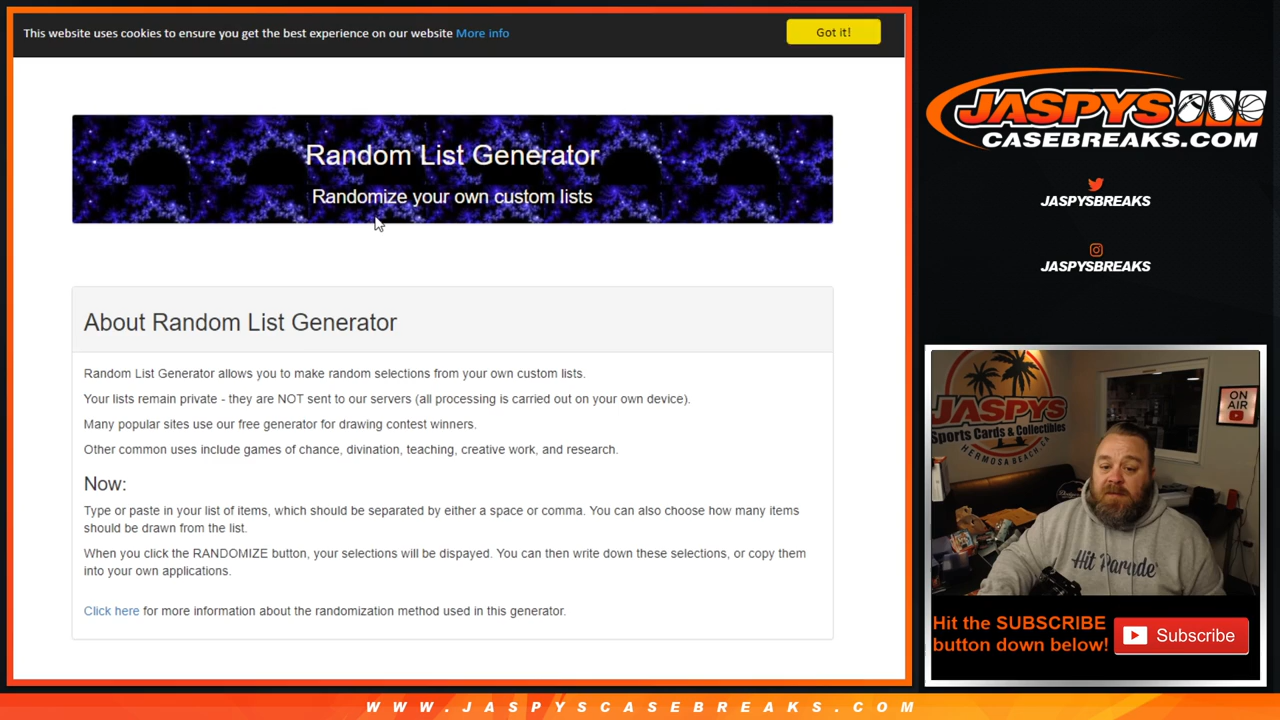 This website uses cookies to ensure you get the best experience on our website More info
Got it!
Random List Generator
Randomize your own custom lists
About Random List Generator
Random List Generator allows you to make random selections from your own custom lists.
Your lists remain private - they are NOT sent to our servers (all processing is carried out on your own device).
Many popular sites use our free generator for drawing contest winners.
Other common uses include games of chance, divination, teaching, creative work, and research.
Now:
Type or paste in your list of items, which should be separated by either a space or comma. You can also choose how many items
should be drawn from the list.
When you click the RANDOMIZE button, your selections will be dispayed. You can then write down these selections, or copy them
into your own applications.
Click here for more information about the randomization method used in this generator.
JASPYS
CASEBREAKS.COM
JASPYSBREAKS
JASPYSBREAKS
JASPYS
Sports Cards & Collectibles
HERMOSA BEACH, CA
ON
AIR
Hit Parade
Hit the SUBSCRIBE
button down below!
Subscribe
WWW.JASPYSCASEBREAKS.COM